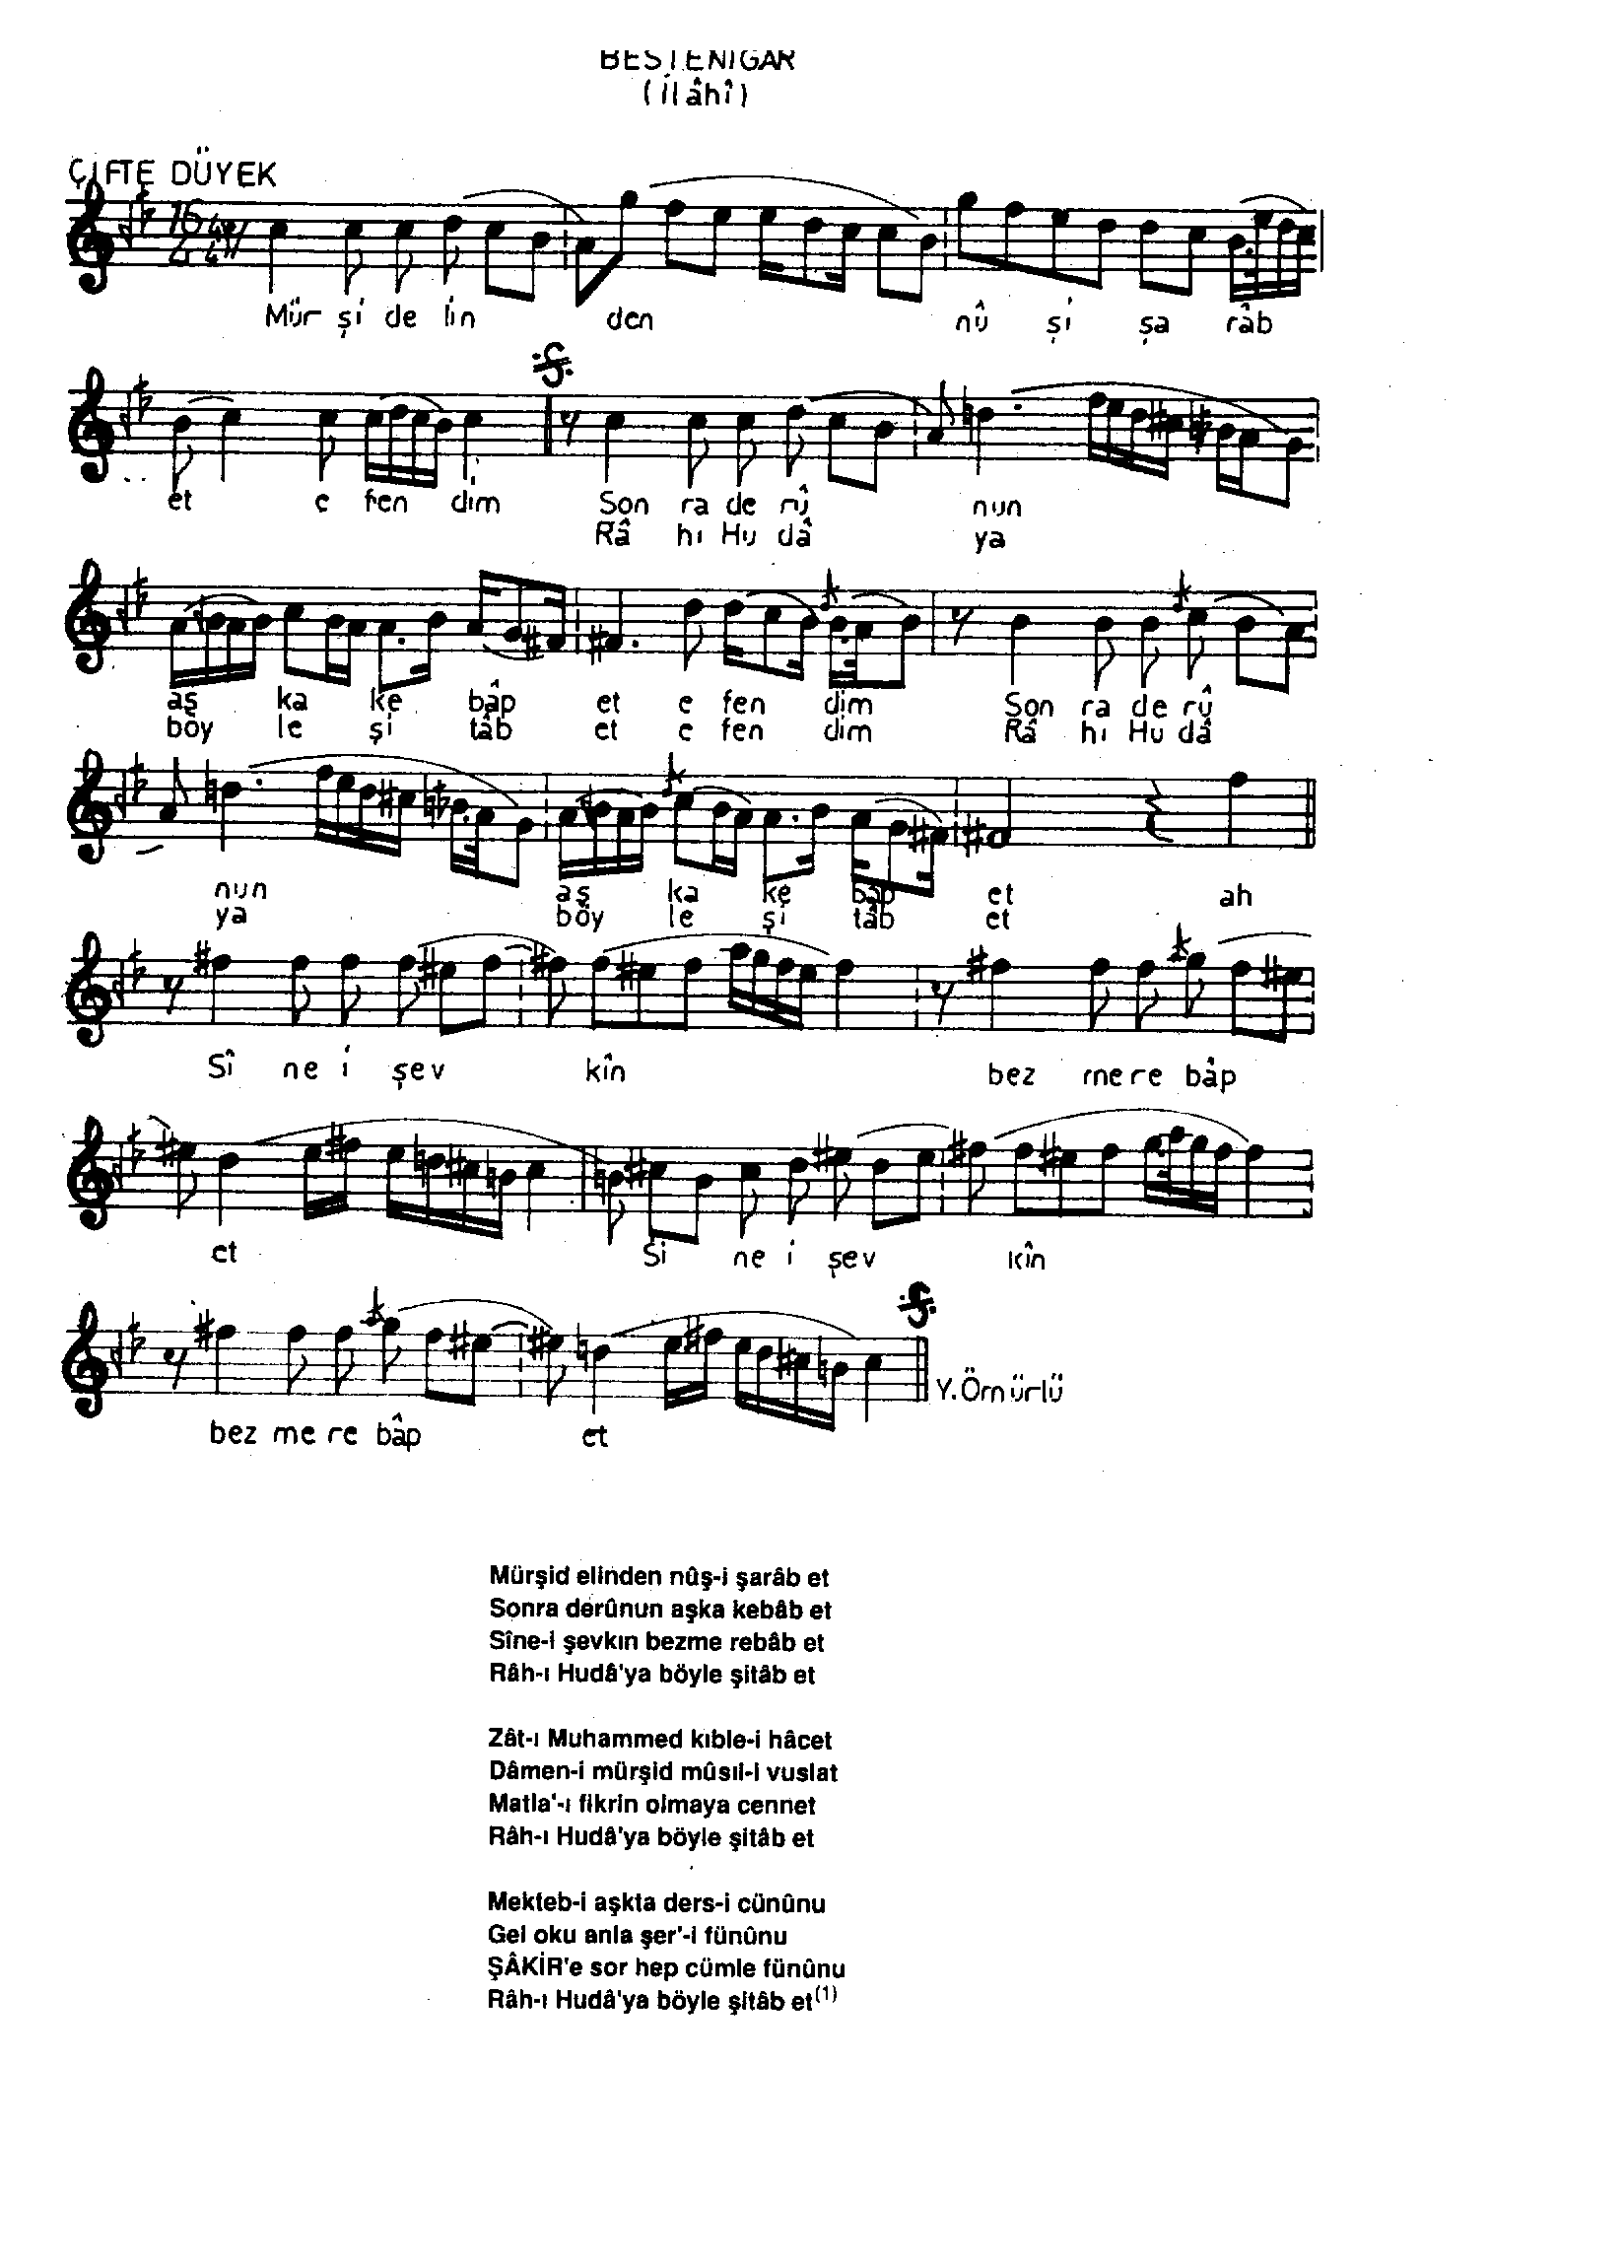 BESTENİGAR
(İlâhî)
ÇİFTE DÜYEK
16
4
Mür şi de lin den nû şi şa râb
et e fen dim Son ra de rû nun
Râ hı Hu dâ ya
aş ka ke bâp et e fen dim Son ra de rû
böy le şi tâb et e fen dim Râ hı Hu dâ
nun aş ka ke bap et ah
ya böy le şi tâb et
Sî ne i şev kîn bez me re bâp
et Si ne i şev kîn
bez me re bâp et
Y. Ömürlü
Mürşid elinden nûş-i şarâb et
Sonra derûnun aşka kebâb et
Sîne-i şevkın bezme rebâb et
Râh-ı Hudâ'ya böyle şitâb et
Zât-ı Muhammed kıble-i hâcet
Dâmen-i mürşid mûsıl-i vuslat
Matla'-ı fikrin olmaya cennet
Râh-ı Hudâ'ya böyle şitâb et
Mekteb-i aşkta ders-i cünûnu
Gel oku anla şer'-i fünûnu
ŞÂKİR'e sor hep cümle fünûnu
Râh-ı Hudâ'ya böyle şitâb et(1)